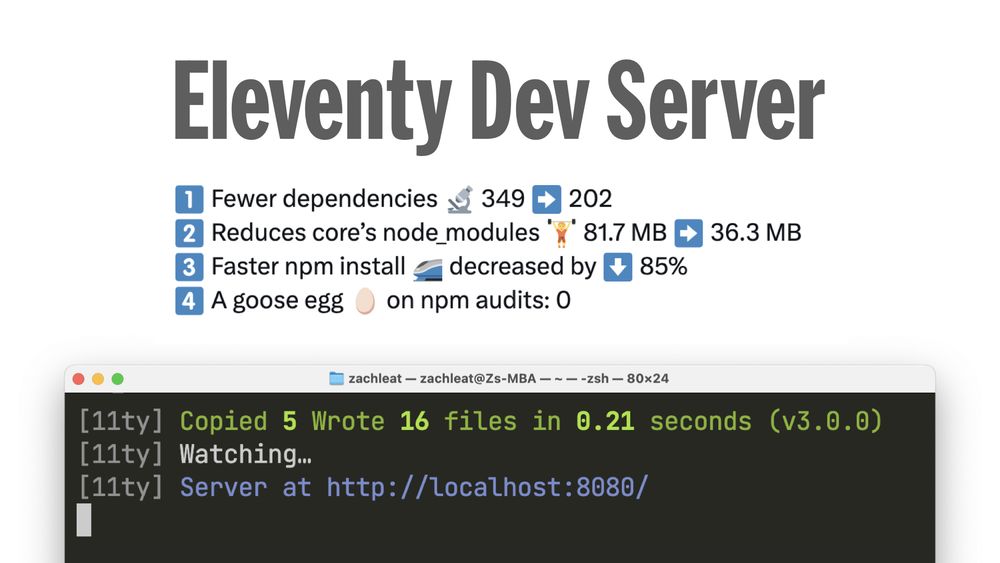 Eleventy Dev Server
1️⃣ Fewer dependencies 🔬 349 ➡️ 202
2️⃣ Reduces core’s node_modules 🏋️ 81.7 MB ➡️ 36.3 MB
3️⃣ Faster npm install 🚄 decreased by ⬇️ 85%
4️⃣ A goose egg 🥚 on npm audits: 0
zachleat — zachleat@Zs-MBA — ~ — -zsh — 80×24
[11ty] Copied 5 Wrote 16 files in 0.21 seconds (v3.0.0)
[11ty] Watching…
[11ty] Server at http://localhost:8080/